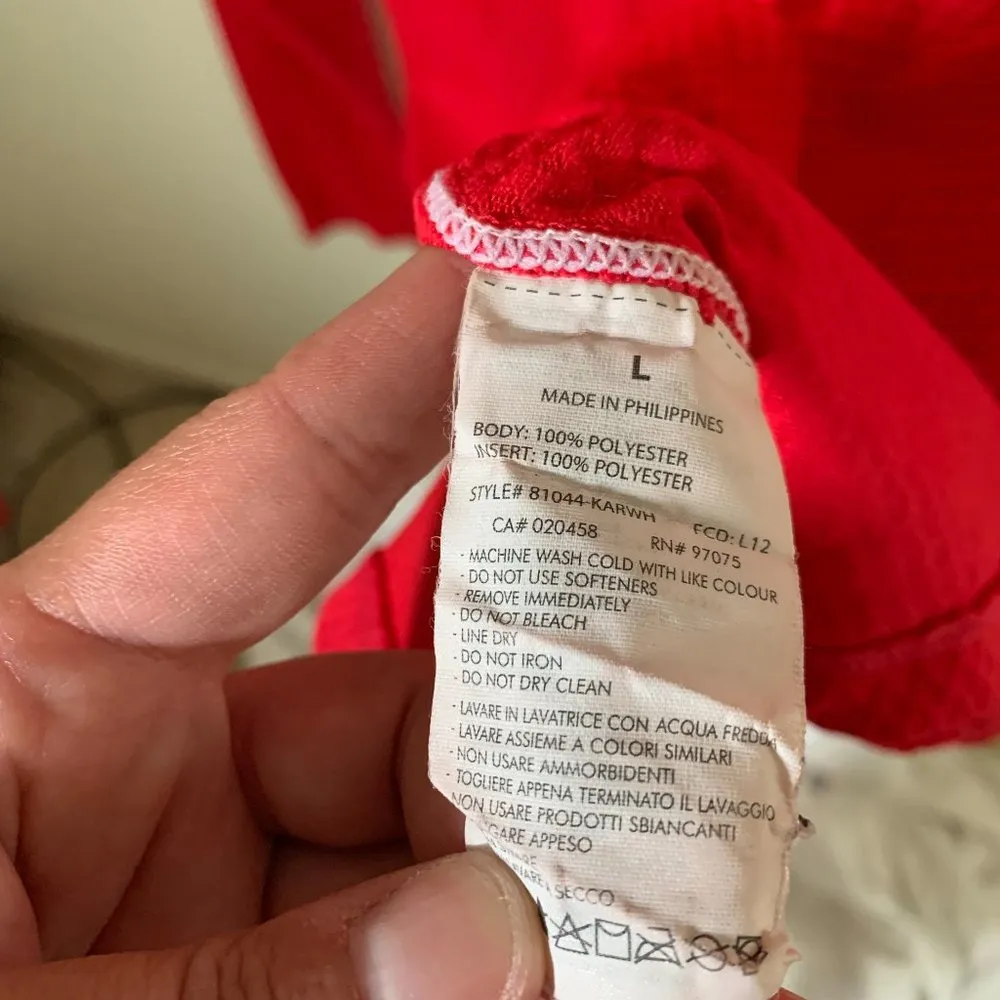 L
MADE IN PHILIPPINES
BODY: 100% POLYESTER
INSERT: 100% POLYESTER
STYLE# 81044-KARWH FCD: L12
CA# 020458 RN# 97075
- MACHINE WASH COLD WITH LIKE COLOUR
- DO NOT USE SOFTENERS
- REMOVE IMMEDIATELY
- DO NOT BLEACH
- LINE DRY
- DO NOT IRON
- DO NOT DRY CLEAN
- LAVARE IN LAVATRICE CON ACQUA FREDDA
- LAVARE ASSIEME A COLORI SIMILARI
- NON USARE AMMORBIDENTI
- TOGLIERE APPENA TERMINATO IL LAVAGGIO
NON USARE PRODOTTI SBIANCANTI
APPESO
SECCO